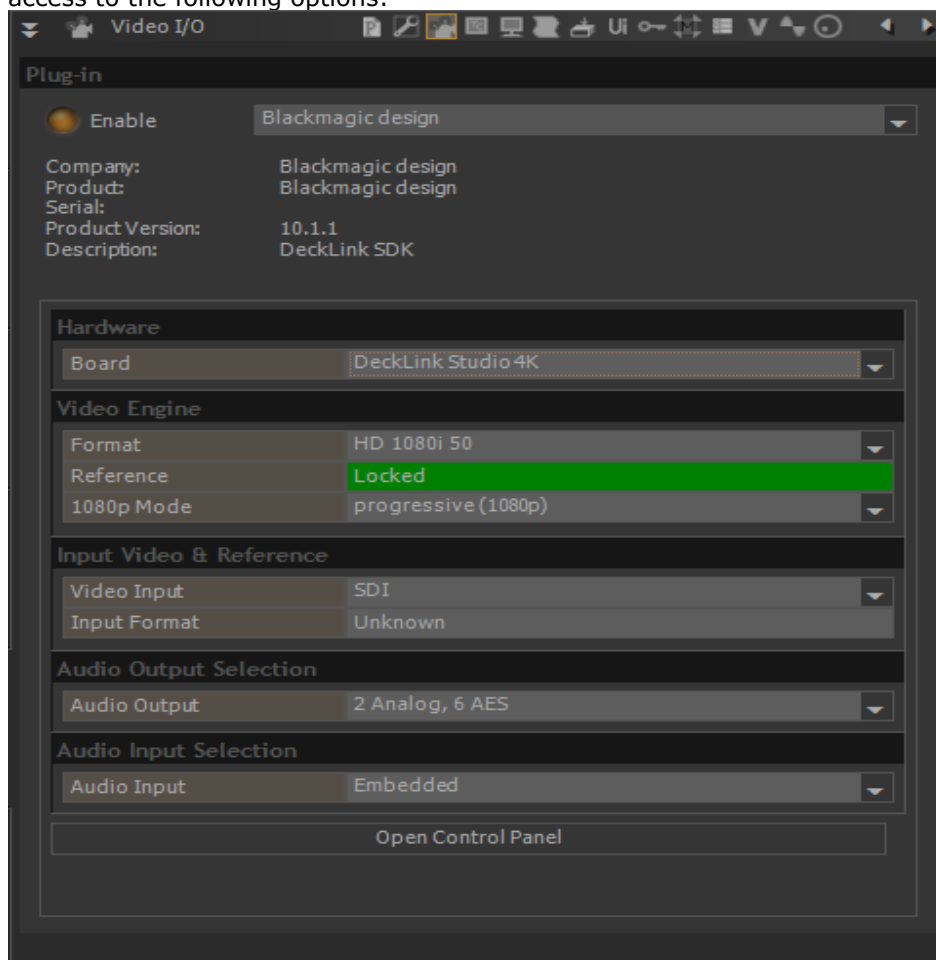 access to the following options:
Video I/O
Ui
V
Plug-in
Enable Blackmagic design
Company: Blackmagic design
Product: Blackmagic design
Serial:
Product Version: 10.1.1
Description: DeckLink SDK
Hardware
Board DeckLink Studio 4K
Video Engine
Format HD 1080i 50
Reference Locked
1080p Mode progressive (1080p)
Input Video & Reference
Video Input SDI
Input Format Unknown
Audio Output Selection
Audio Output 2 Analog, 6 AES
Audio Input Selection
Audio Input Embedded
Open Control Panel